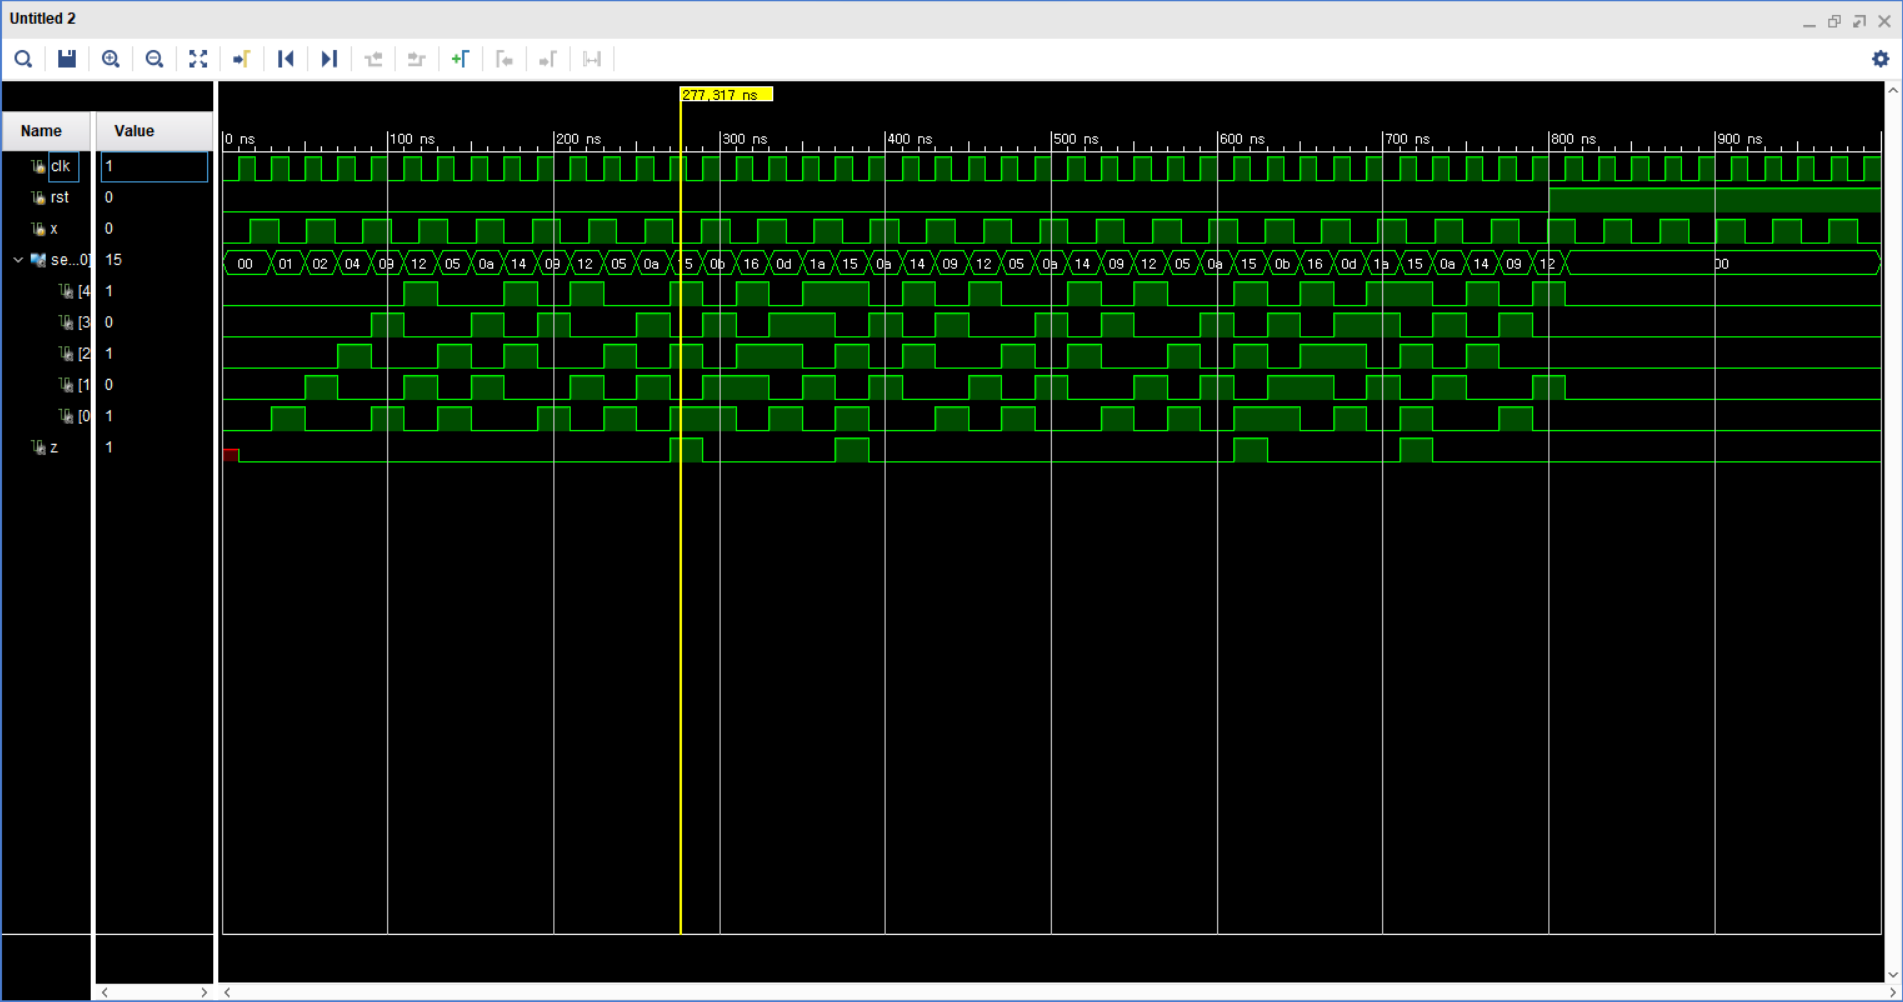 Untitled 2
277,317 ns
Name Value
0 ns 100 ns 200 ns 300 ns 400 ns 500 ns 600 ns 700 ns 800 ns 900 ns
clk 1
rst 0
x 0
se...0] 15 00 01 02 04 09 12 05 0a 14 09 12 05 0a 15 0b 16 0d 1a 15 0a 14 09 12 05 0a 14 09 12 05 0a 15 0b 16 0d 1a 15 0a 14 09 12 00
[4 1
[3 0
[2 1
[1 0
[0 1
z 1